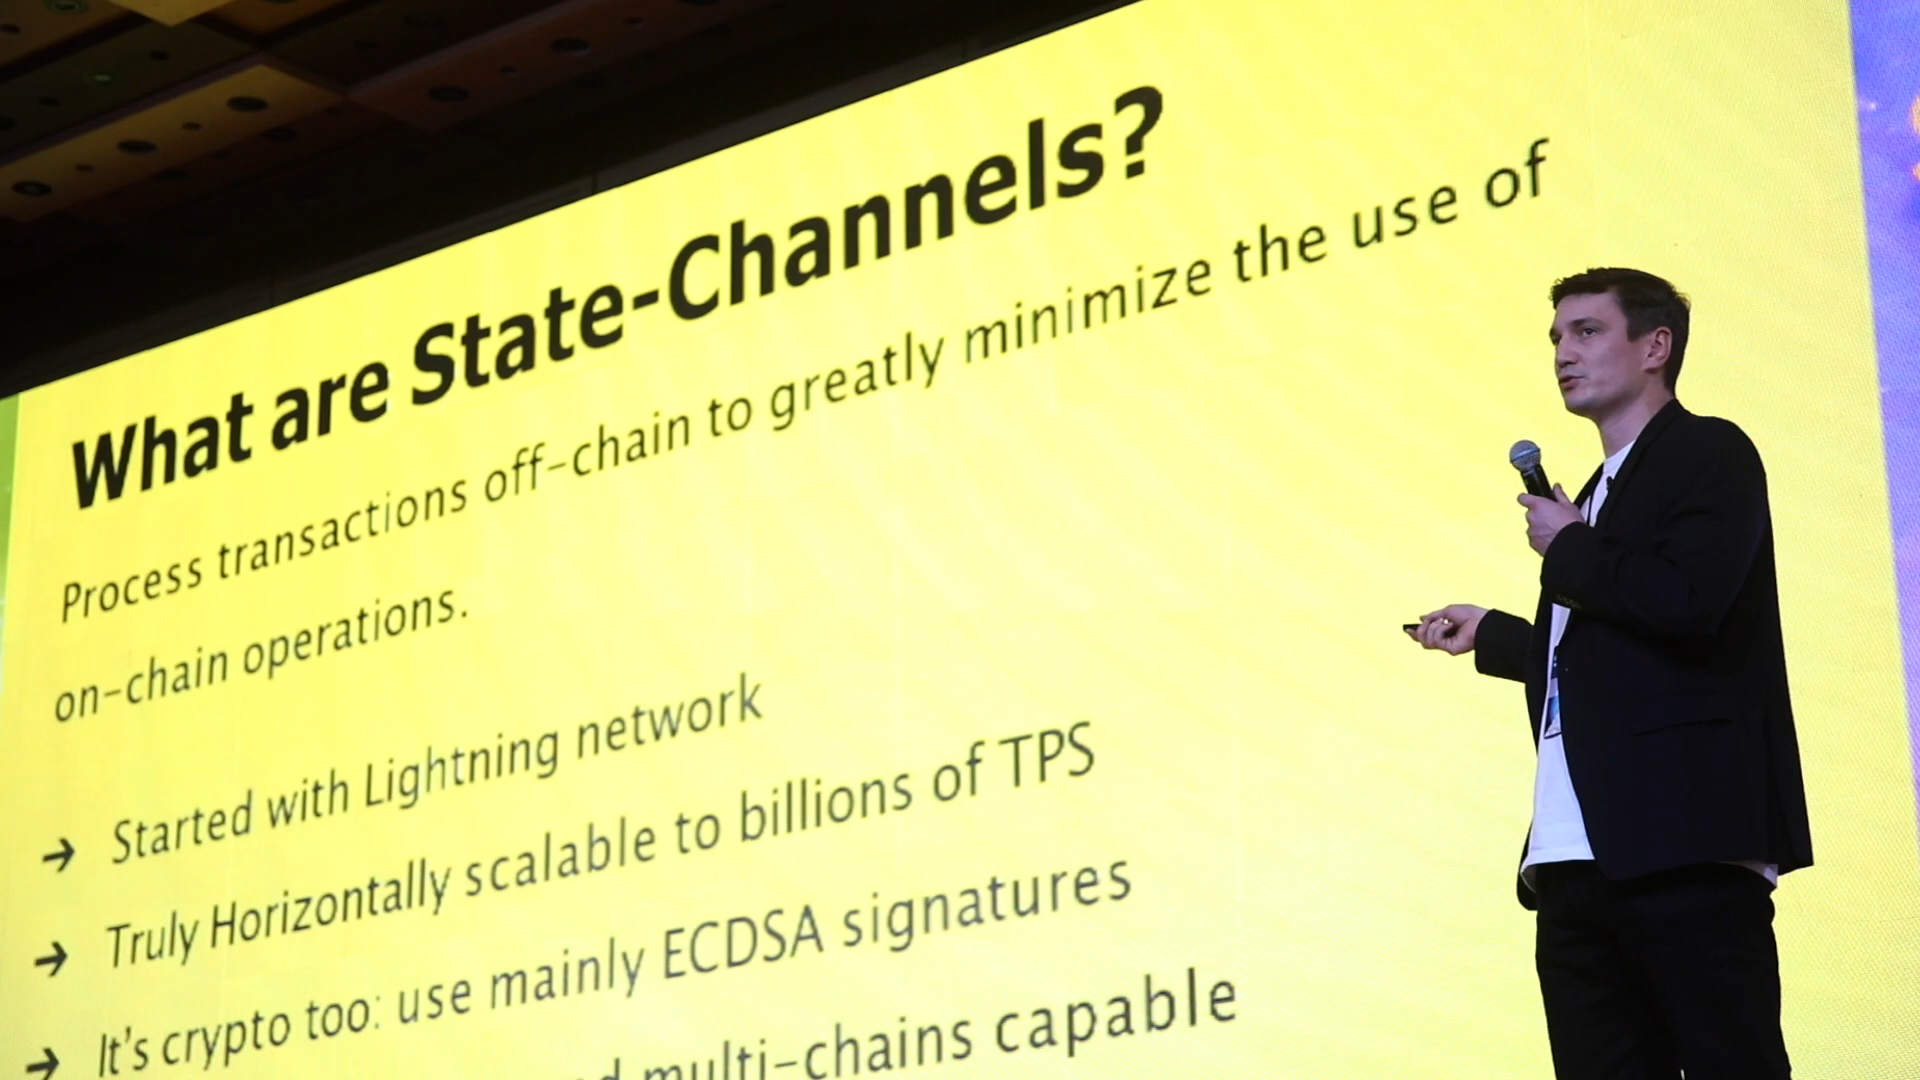 What are State-Channels?
Process transactions off-chain to greatly minimize the use of
on-chain operations.
→ Started with Lightning network
→ Truly Horizontally scalable to billions of TPS
→ It's crypto too: use mainly ECDSA signatures
multi-chains capable